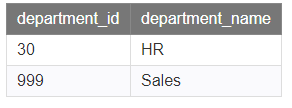 department_id department_name
30 HR
999 Sales